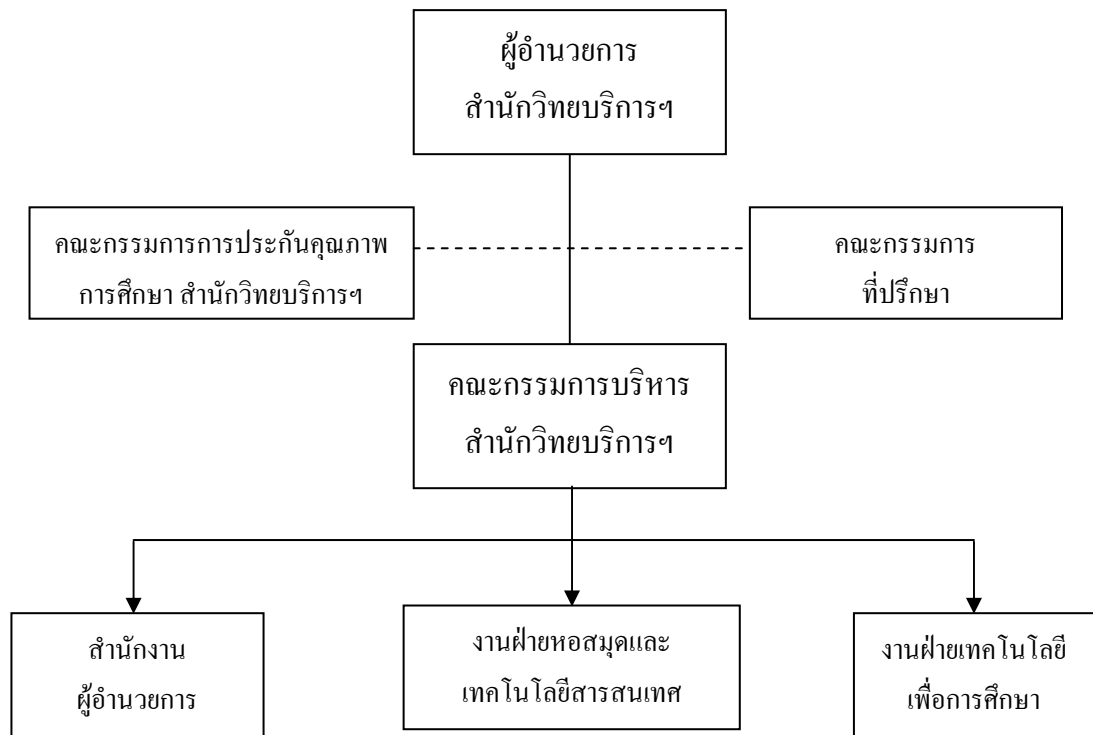 ผู้อำนวยการ
สำนักวิทยบริการฯ
คณะกรรมการการประกันคุณภาพ
การศึกษา สำนักวิทยบริการฯ
คณะกรรมการ
ที่ปรึกษา
คณะกรรมการบริหาร
สำนักวิทยบริการฯ
สำนักงาน
ผู้อำนวยการ
งานฝ่ายหอสมุดและ
เทคโนโลยีสารสนเทศ
งานฝ่ายเทคโนโลยี
เพื่อการศึกษา